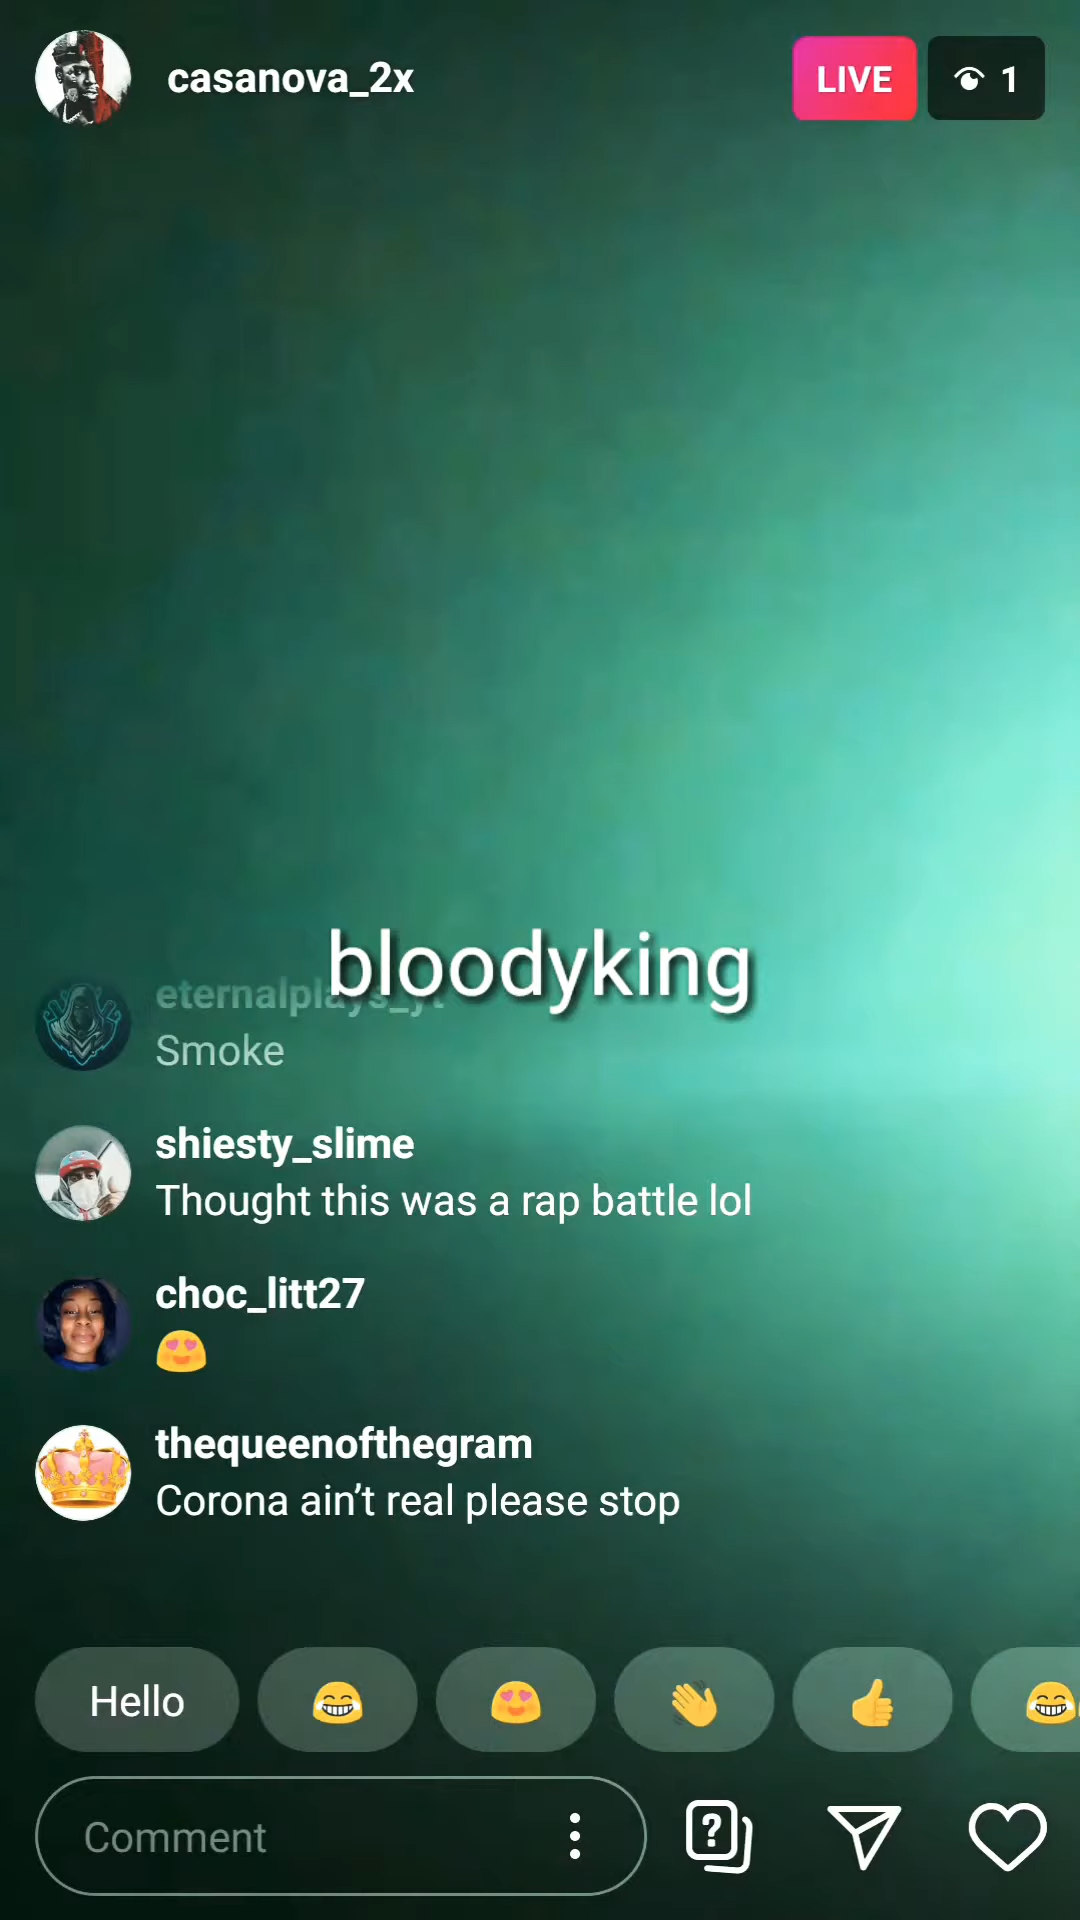 casanova_2x
LIVE
1
bloodyking
eternalplays_yt
Smoke
shiesty_slime
Thought this was a rap battle lol
choc_litt27
😍
thequeenofthegram
Corona ain’t real please stop
Hello 😂 😍 👋 👍 😂
Comment